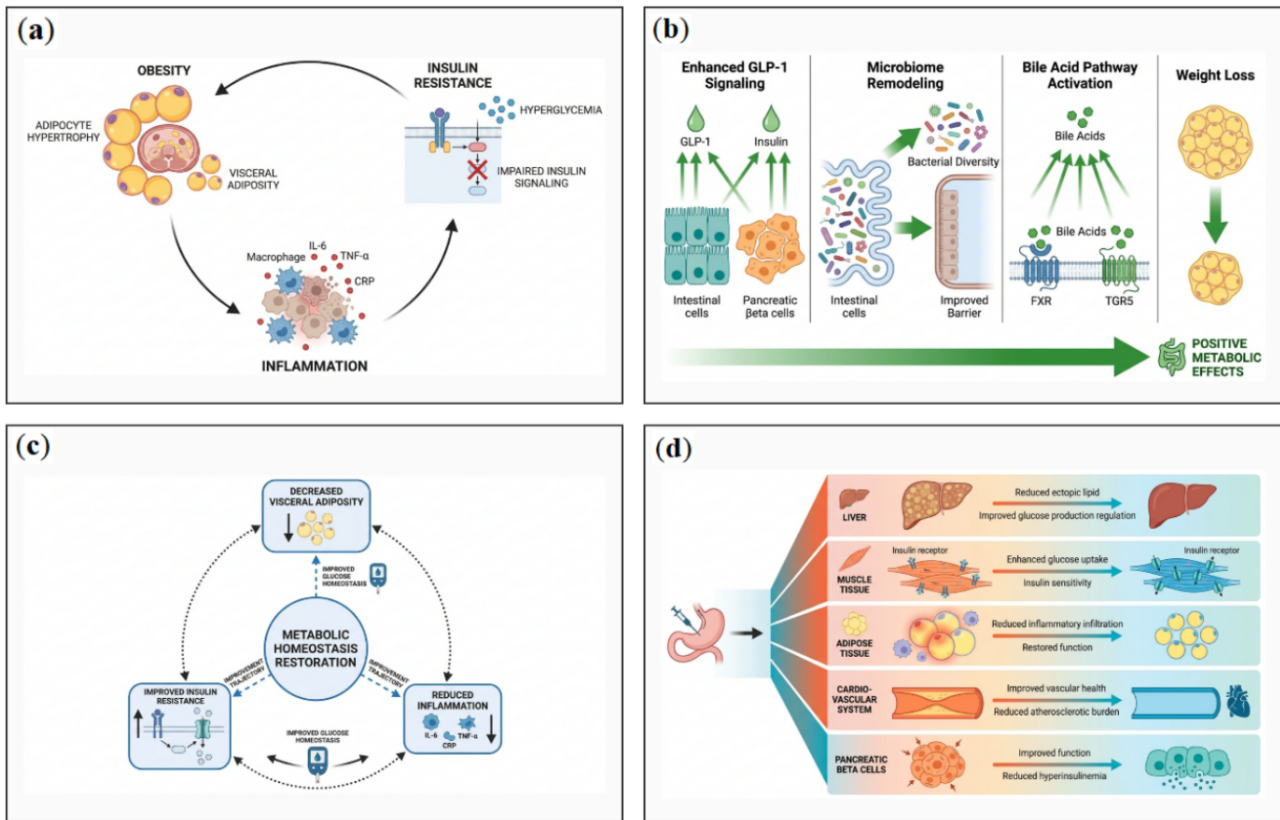 (a)
OBESITY
ADIPOCYTE
HYPERTROPHY
VISCERAL
ADIPOSITY
INSULIN
RESISTANCE
HYPERGLYCEMIA
IMPAIRED INSULIN
SIGNALING
Macrophage
IL-6
TNF-α
CRP
INFLAMMATION
(b)
Enhanced GLP-1
Signaling
GLP-1
Insulin
Intestinal
cells
Pancreatic
βeta cells
Microbiome
Remodeling
Bacterial Diversity
Intestinal
cells
Improved
Barrier
Bile Acid Pathway
Activation
Bile Acids
Bile Acids
FXR
TGR5
Weight Loss
POSITIVE
METABOLIC
EFFECTS
(c)
DECREASED
VISCERAL ADIPOSITY
IMPROVED
GLUCOSE
HOMEOSTASIS
METABOLIC
HOMEOSTASIS
RESTORATION
IMPROVEMENT
TRAJECTORY
IMPROVEMENT
TRAJECTORY
IMPROVED INSULIN
RESISTANCE
REDUCED
INFLAMMATION
IL-6
TNF-α
CRP
IMPROVED GLUCOSE
HOMEOSTASIS
(d)
LIVER
Reduced ectopic lipid
Improved glucose production regulation
MUSCLE
TISSUE
Insulin receptor
Enhanced glucose uptake
Insulin sensitivity
Insulin receptor
ADIPOSE
TISSUE
Reduced inflammatory infiltration
Restored function
CARDIO-
VASCULAR
SYSTEM
Improved vascular health
Reduced atherosclerotic burden
PANCREATIC
BETA CELLS
Improved function
Reduced hyperinsulinemia